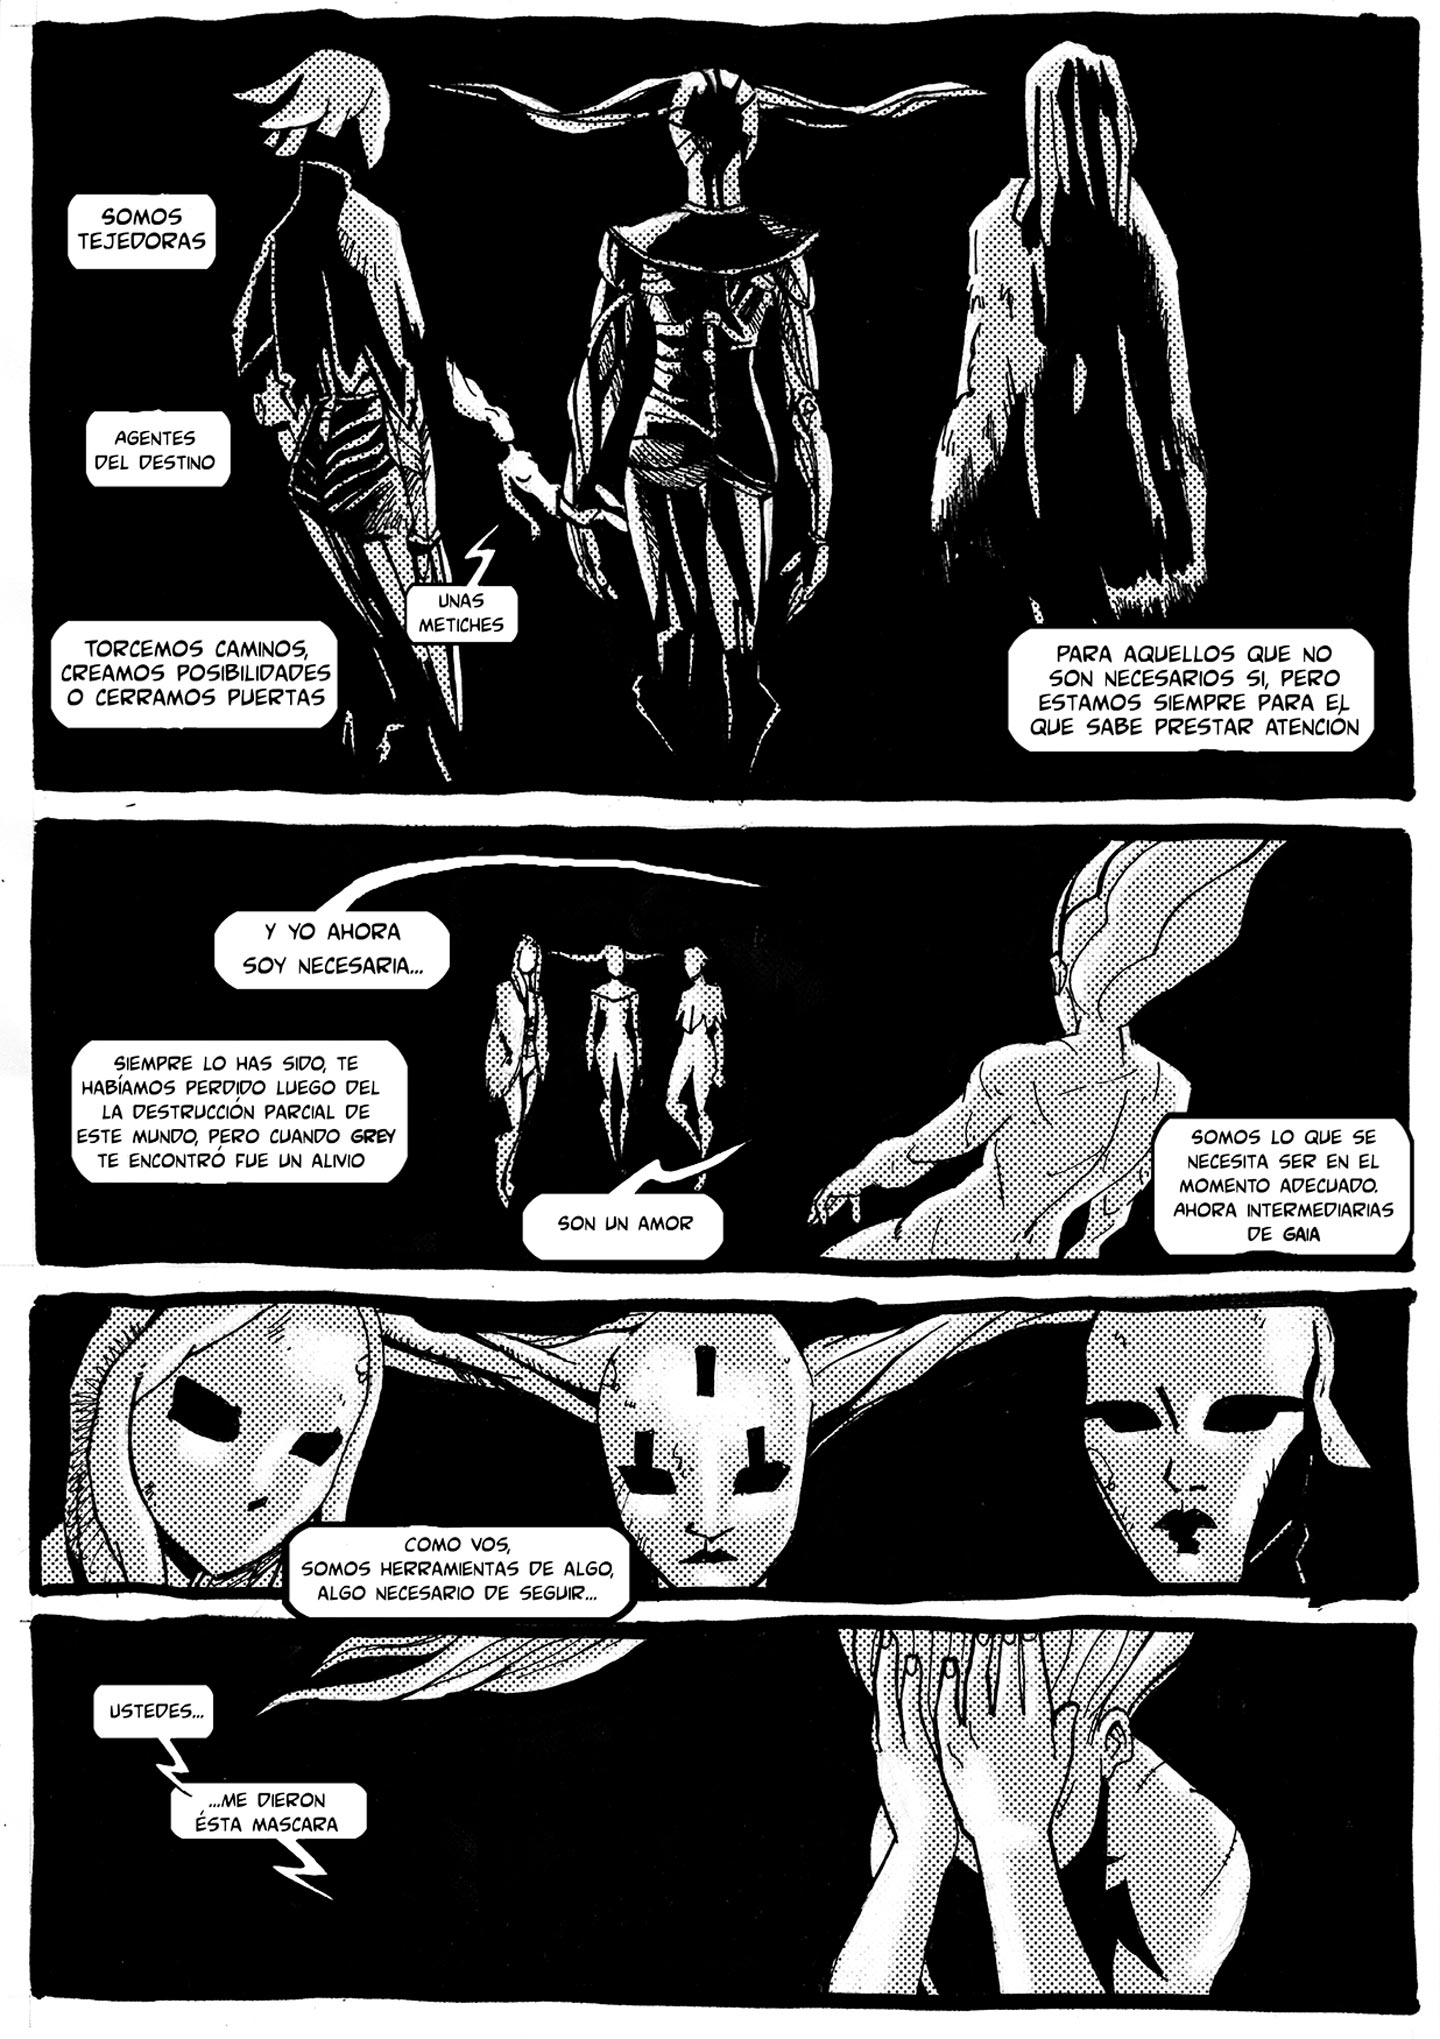 SOMOS
TEJEDORAS
AGENTES
DEL DESTINO
UNAS
METICHES
TORCEMOS CAMINOS,
CREAMOS POSIBILIDADES
O CERRAMOS PUERTAS
PARA AQUELLOS QUE NO
SON NECESARIOS SI, PERO
ESTAMOS SIEMPRE PARA EL
QUE SABE PRESTAR ATENCIÓN
Y YO AHORA
SOY NECESARIA...
SIEMPRE LO HAS SIDO, TE
HABÍAMOS PERDIDO LUEGO DEL
LA DESTRUCCIÓN PARCIAL DE
ESTE MUNDO, PERO CUANDO GREY
TE ENCONTRÓ FUE UN ALIVIO
SON UN AMOR
SOMOS LO QUE SE
NECESITA SER EN EL
MOMENTO ADECUADO.
AHORA INTERMEDIARIAS
DE GAIA
COMO VOS,
SOMOS HERRAMIENTAS DE ALGO,
ALGO NECESARIO DE SEGUIR...
USTEDES...
...ME DIERON
ÉSTA MASCARA